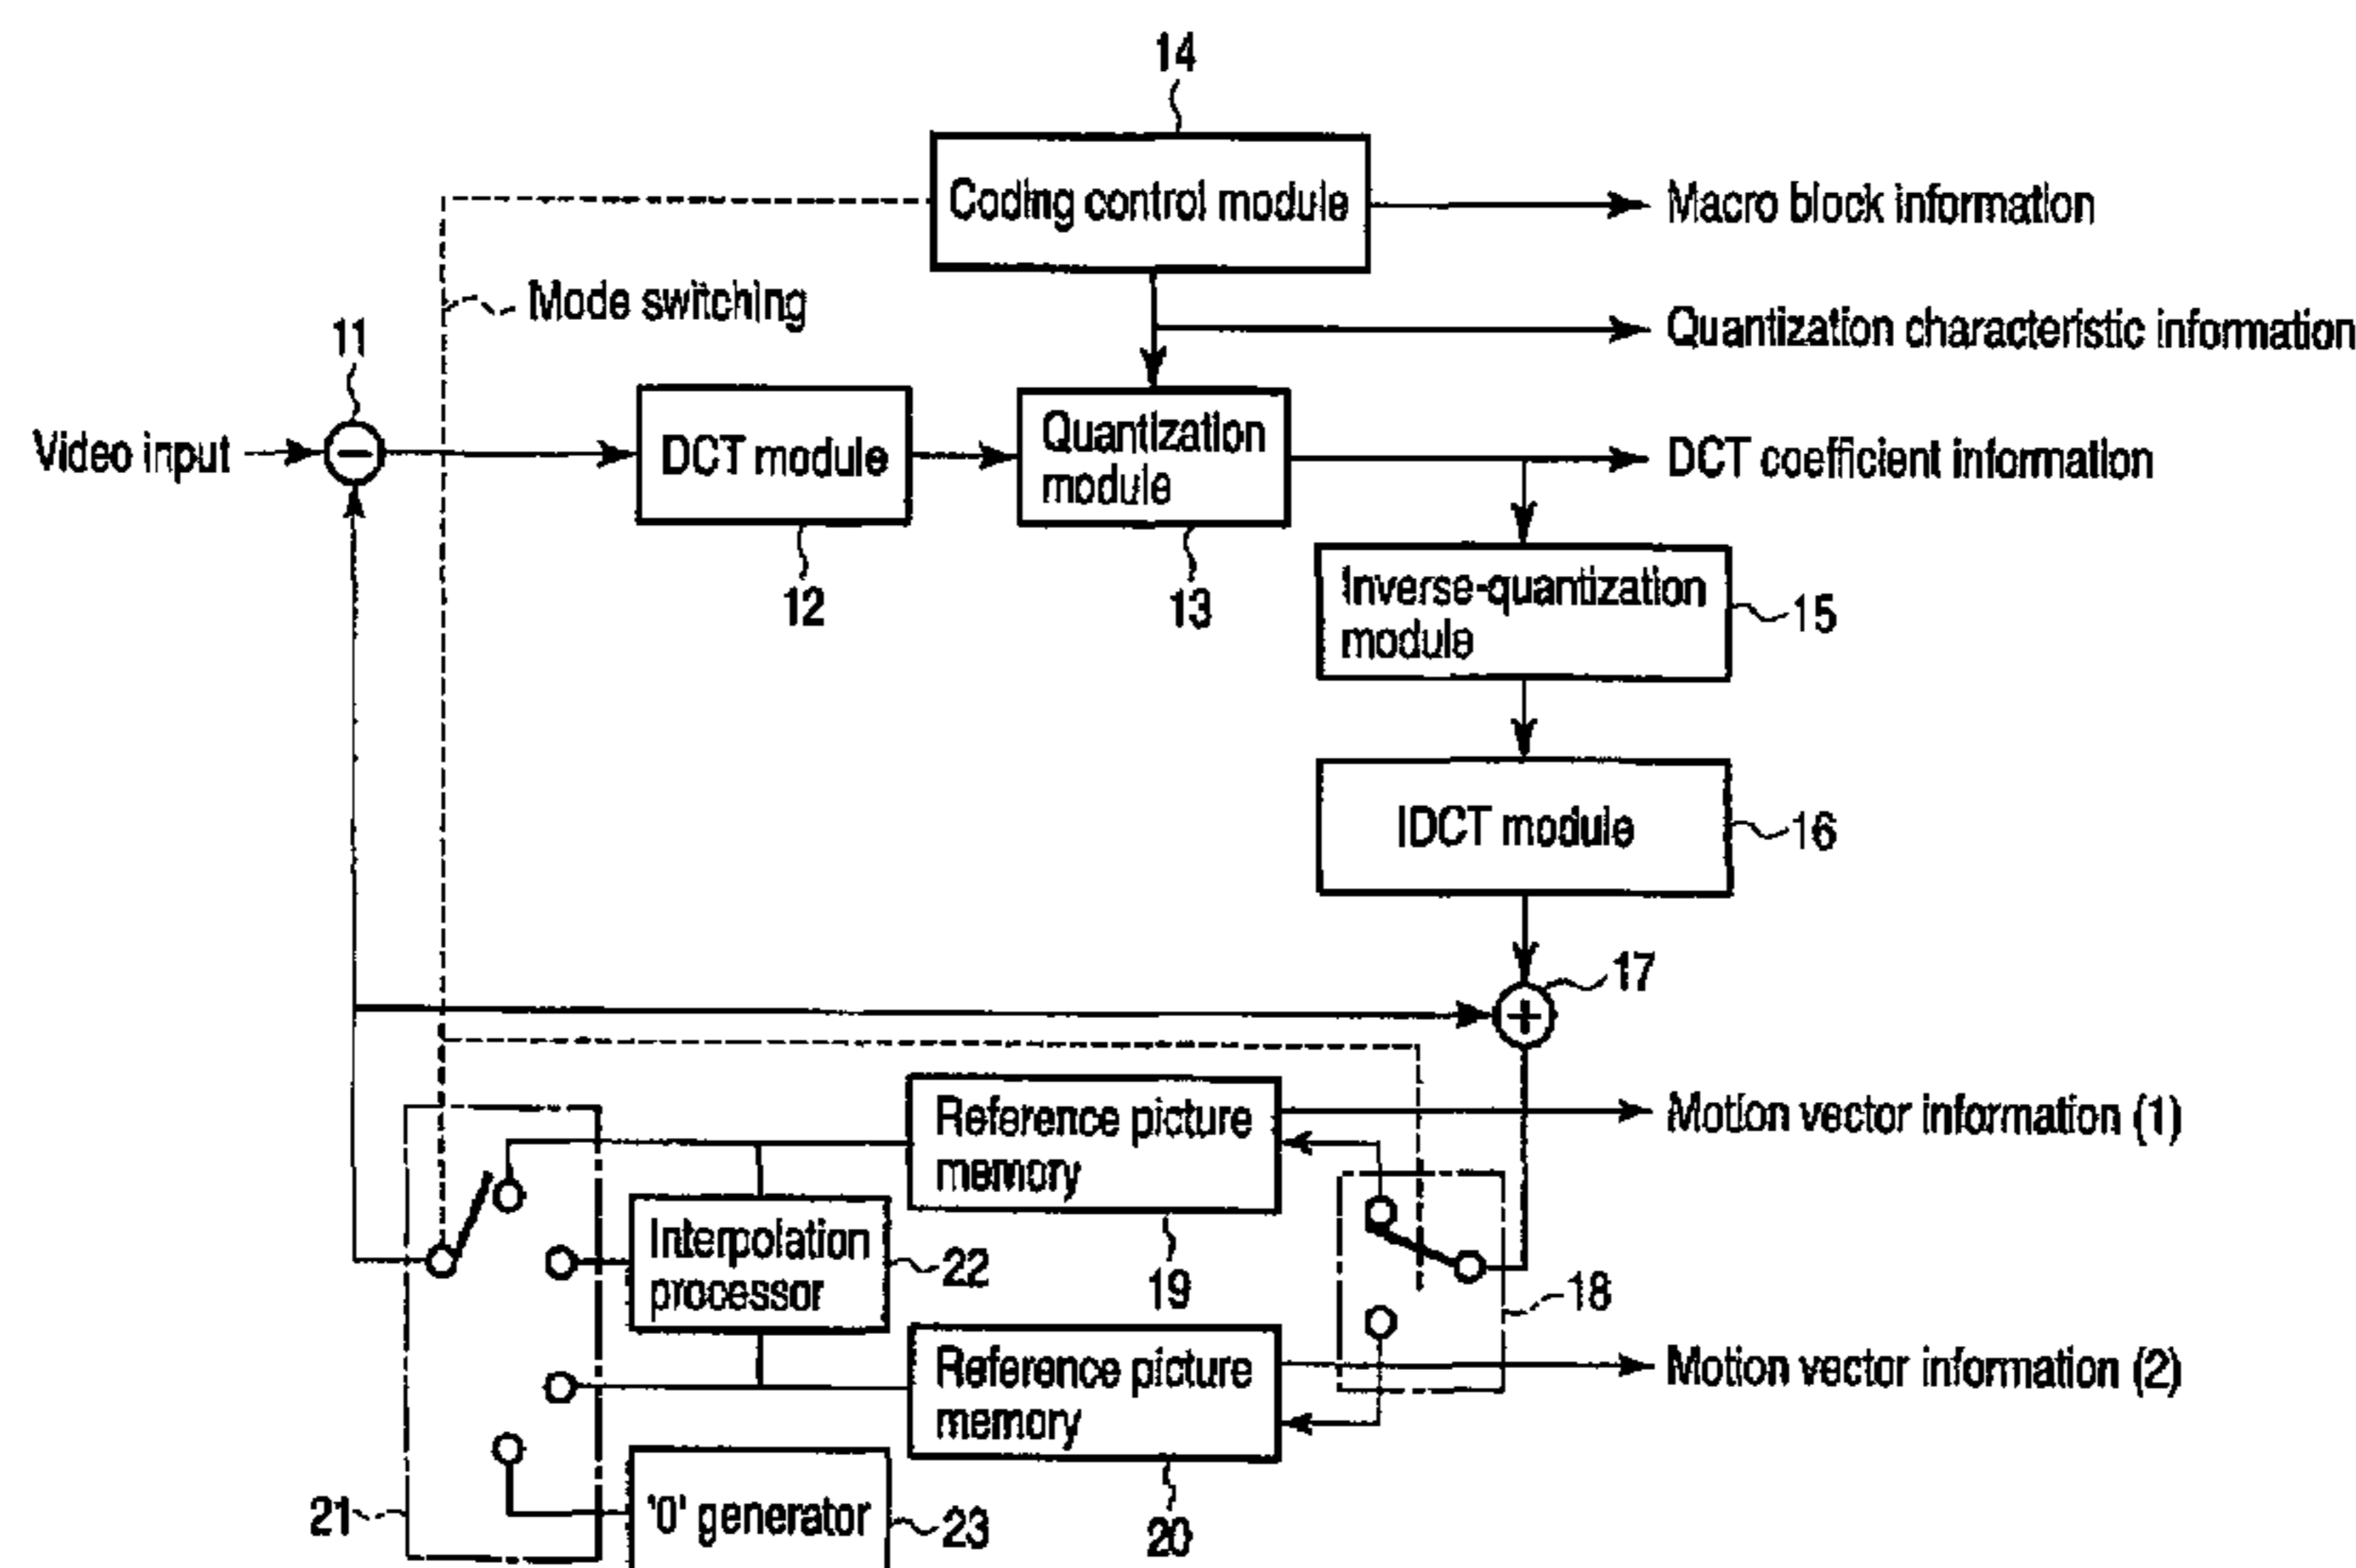 14
Coding control module
Macro block information
Mode switching
Quantization characteristic information
11
Video input
−
DCT module
Quantization
module
DCT coefficient information
12
13
Inverse-quantization
module
15
IDCT module
16
17
+
Reference picture
memory
Motion vector information (1)
Interpolation
processor
22
19
18
Reference picture
memory
Motion vector information (2)
21
'0' generator
23
20